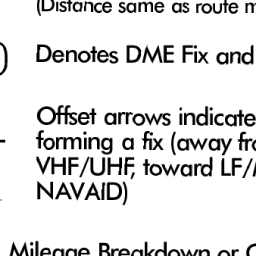 (Distance same as route m
Denotes DME Fix and
Offset arrows indicate
forming a fix (away fr
VHF/UHF, toward LF/
NAVAID)
Mileage Breakdown or